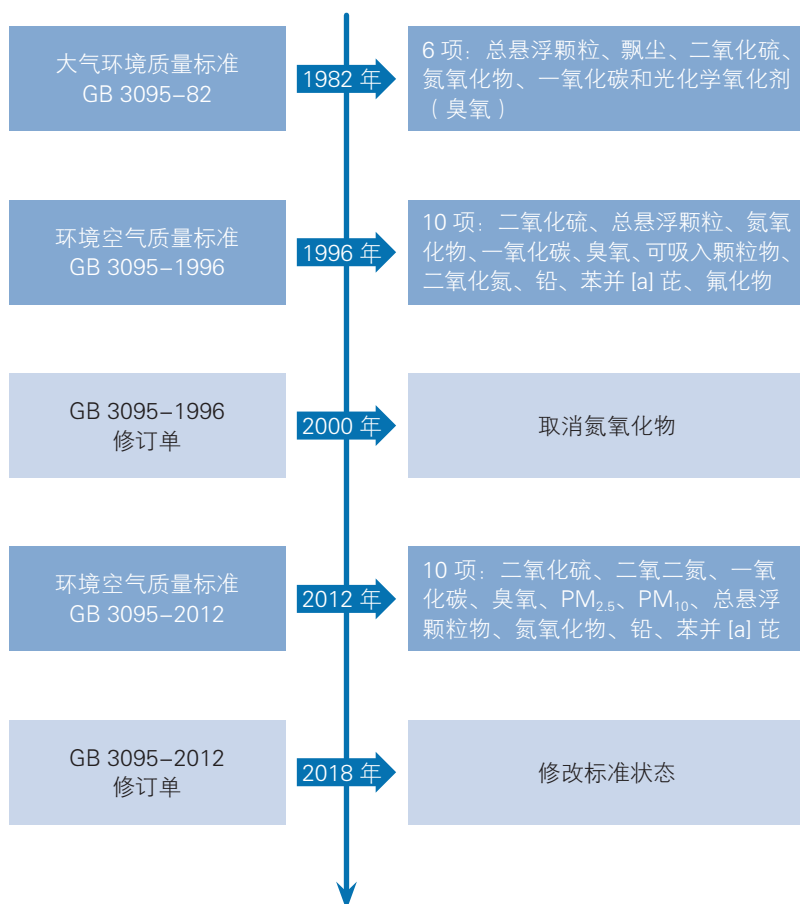 大气环境质量标准
GB 3095–82
1982 年
6 项：总悬浮颗粒、飘尘、二氧化硫、
氮氧化物、一氧化碳和光化学氧化剂
（臭氧）
环境空气质量标准
GB 3095–1996
1996 年
10 项：二氧化硫、总悬浮颗粒、氮氧
化物、一氧化碳、臭氧、可吸入颗粒物、
二氧化氮、铅、苯并 [a] 芘、氟化物
GB 3095–1996
修订单
2000 年
取消氮氧化物
环境空气质量标准
GB 3095–2012
2012 年
10 项：二氧化硫、二氧二氮、一氧
化碳、臭氧、PM₂.₅、PM₁₀、总悬浮
颗粒物、氮氧化物、铅、苯并 [a] 芘
GB 3095–2012
修订单
2018 年
修改标准状态